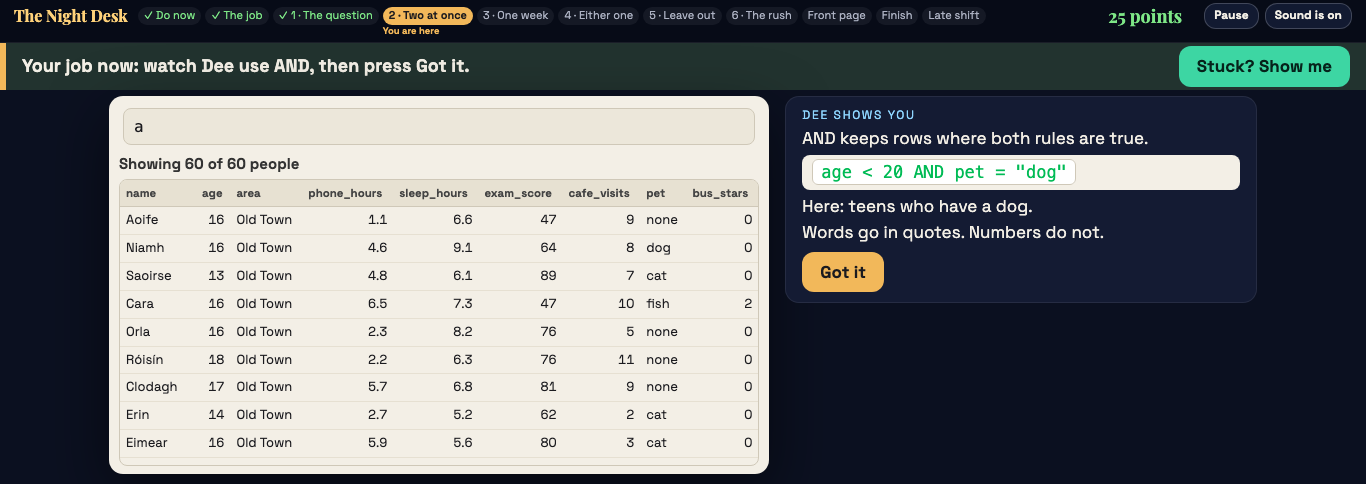 The Night Desk ✓ Do now ✓ The job ✓ 1 · The question 2 · Two at once 3 · One week 4 · Either one 5 · Leave out 6 · The rush Front page Finish Late shift 25 points Pause Sound is on
You are here
Your job now: watch Dee use AND, then press Got it. Stuck? Show me
a
Showing 60 of 60 people
name age area phone_hours sleep_hours exam_score cafe_visits pet bus_stars
Aoife 16 Old Town 1.1 6.6 47 9 none 0
Niamh 16 Old Town 4.6 9.1 64 8 dog 0
Saoirse 13 Old Town 4.8 6.1 89 7 cat 0
Cara 16 Old Town 6.5 7.3 47 10 fish 2
Orla 16 Old Town 2.3 8.2 76 5 none 0
Róisín 18 Old Town 2.2 6.3 76 11 none 0
Clodagh 17 Old Town 5.7 6.8 81 9 none 0
Erin 14 Old Town 2.7 5.2 62 2 cat 0
Eimear 16 Old Town 5.9 5.6 80 3 cat 0
DEE SHOWS YOU
AND keeps rows where both rules are true.
age < 20 AND pet = "dog"
Here: teens who have a dog.
Words go in quotes. Numbers do not.
Got it